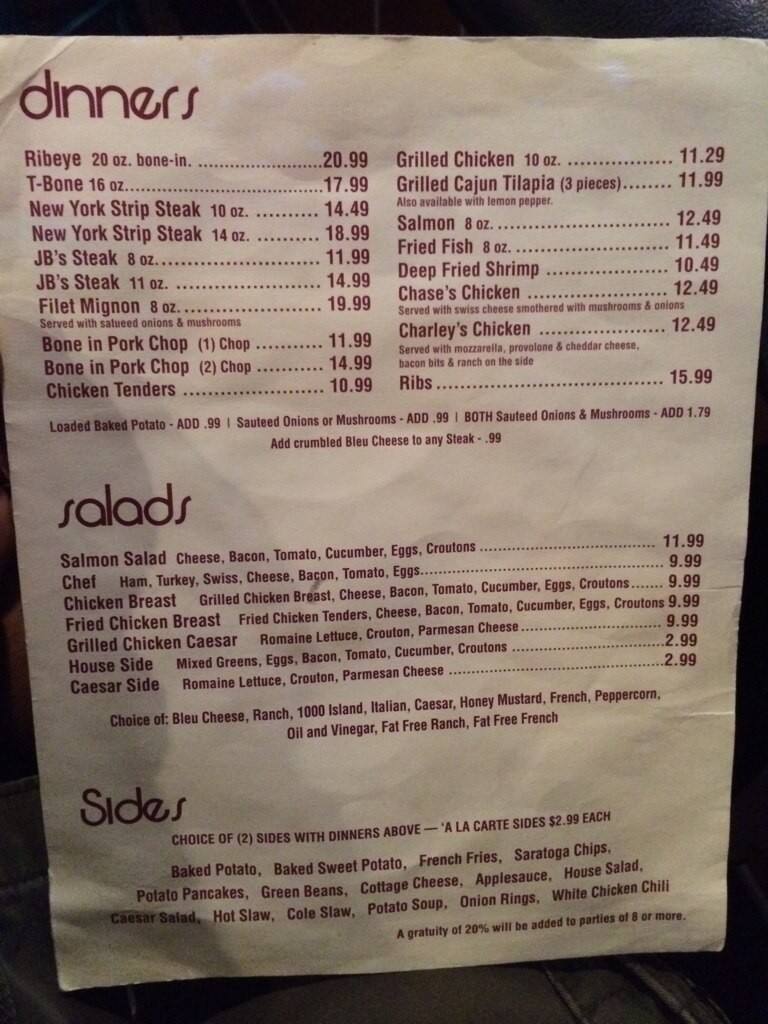 dinners
Ribeye 20 oz. bone-in. ........................20.99
T-Bone 16 oz.......................................17.99
New York Strip Steak 10 oz. .......... 14.49
New York Strip Steak 14 oz. .......... 18.99
JB's Steak 8 oz.............................. 11.99
JB's Steak 11 oz. .......................... 14.99
Filet Mignon 8 oz.......................... 19.99
Served with satueed onions & mushrooms
Bone in Pork Chop (1) Chop ........... 11.99
Bone in Pork Chop (2) Chop ........... 14.99
Chicken Tenders ........................ 10.99
Grilled Chicken 10 oz. .................. 11.29
Grilled Cajun Tilapia (3 pieces)........ 11.99
Also available with lemon pepper.
Salmon 8 oz. ............................... 12.49
Fried Fish 8 oz. ........................... 11.49
Deep Fried Shrimp ..................... 10.49
Chase's Chicken ........................ 12.49
Served with swiss cheese smothered with mushrooms & onions
Charley's Chicken ...................... 12.49
Served with mozzarella, provolone & cheddar cheese,
bacon bits & ranch on the side
Ribs ........................................ 15.99
Loaded Baked Potato - ADD .99 | Sauteed Onions or Mushrooms - ADD .99 | BOTH Sauteed Onions & Mushrooms - ADD 1.79
Add crumbled Bleu Cheese to any Steak - .99
salads
Salmon Salad Cheese, Bacon, Tomato, Cucumber, Eggs, Croutons ........................................ 11.99
Chef Ham, Turkey, Swiss, Cheese, Bacon, Tomato, Eggs........................................................ 9.99
Chicken Breast Grilled Chicken Breast, Cheese, Bacon, Tomato, Cucumber, Eggs, Croutons....... 9.99
Fried Chicken Breast Fried Chicken Tenders, Cheese, Bacon, Tomato, Cucumber, Eggs, Croutons 9.99
Grilled Chicken Caesar Romaine Lettuce, Crouton, Parmesan Cheese................................. 9.99
House Side Mixed Greens, Eggs, Bacon, Tomato, Cucumber, Croutons ...................................2.99
Caesar Side Romaine Lettuce, Crouton, Parmesan Cheese ..................................................2.99
Choice of: Bleu Cheese, Ranch, 1000 Island, Italian, Caesar, Honey Mustard, French, Peppercorn,
Oil and Vinegar, Fat Free Ranch, Fat Free French
Sides
CHOICE OF (2) SIDES WITH DINNERS ABOVE — 'A LA CARTE SIDES $2.99 EACH
Baked Potato, Baked Sweet Potato, French Fries, Saratoga Chips,
Potato Pancakes, Green Beans, Cottage Cheese, Applesauce, House Salad,
Caesar Salad, Hot Slaw, Cole Slaw, Potato Soup, Onion Rings, White Chicken Chili
A gratuity of 20% will be added to parties of 8 or more.